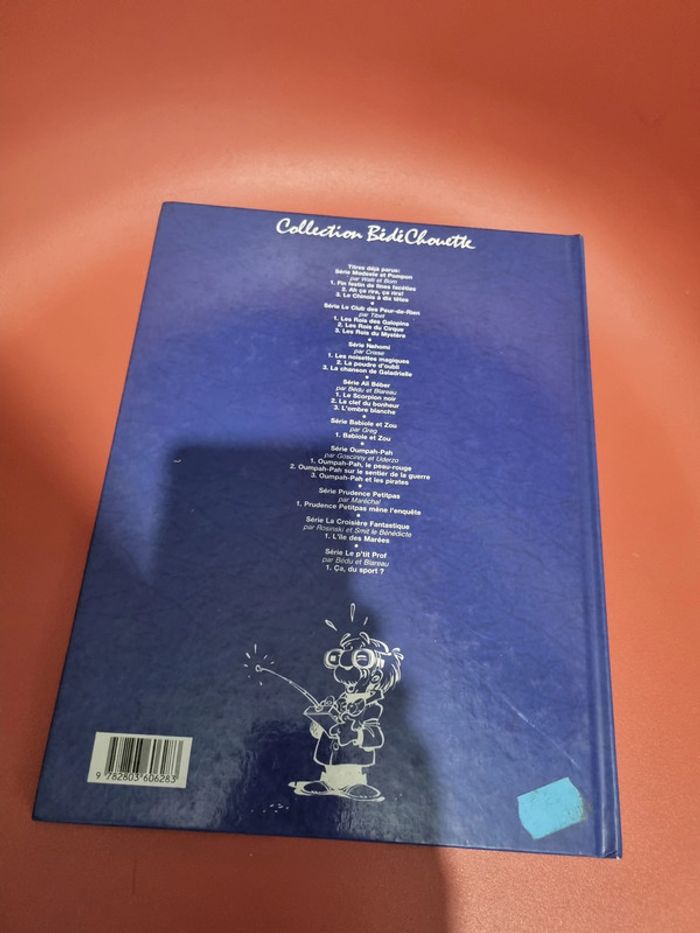 Collection BédéChouette
Titres déjà parus:
Série Modeste et Pompon
par Walli et Bom
1. Fin festin de fines facéties
2. Ah ça rira, ça rira!
3. Le Chinois à dix têtes
Série Le Club des Peur-de-Rien
par Tibet
1. Les Rois des Galopins
2. Les Rois du Cirque
3. Les Rois du Mystère
Série Nahomi
par Crisse
1. Les noisettes magiques
2. La poudre d'oubli
3. La chanson de Galadrielle
Série Ali Béber
par Bédu et Blareau
1. Le Scorpion noir
2. La clef du bonheur
3. L'ombre blanche
Série Babiole et Zou
par Greg
1. Babiole et Zou
Série Oumpah-Pah
par Goscinny et Uderzo
1. Oumpah-Pah, le peau-rouge
2. Oumpah-Pah sur le sentier de la guerre
3. Oumpah-Pah et les pirates
Série Prudence Petitpas
par Maréchal
1. Prudence Petitpas mène l'enquête
Série La Croisière Fantastique
par Rosinski et Smit le Bénédicte
1. L'île des Marées
Série Le p'tit Prof
par Bédu et Blareau
1. Ça, du sport ?
9 782803 606283